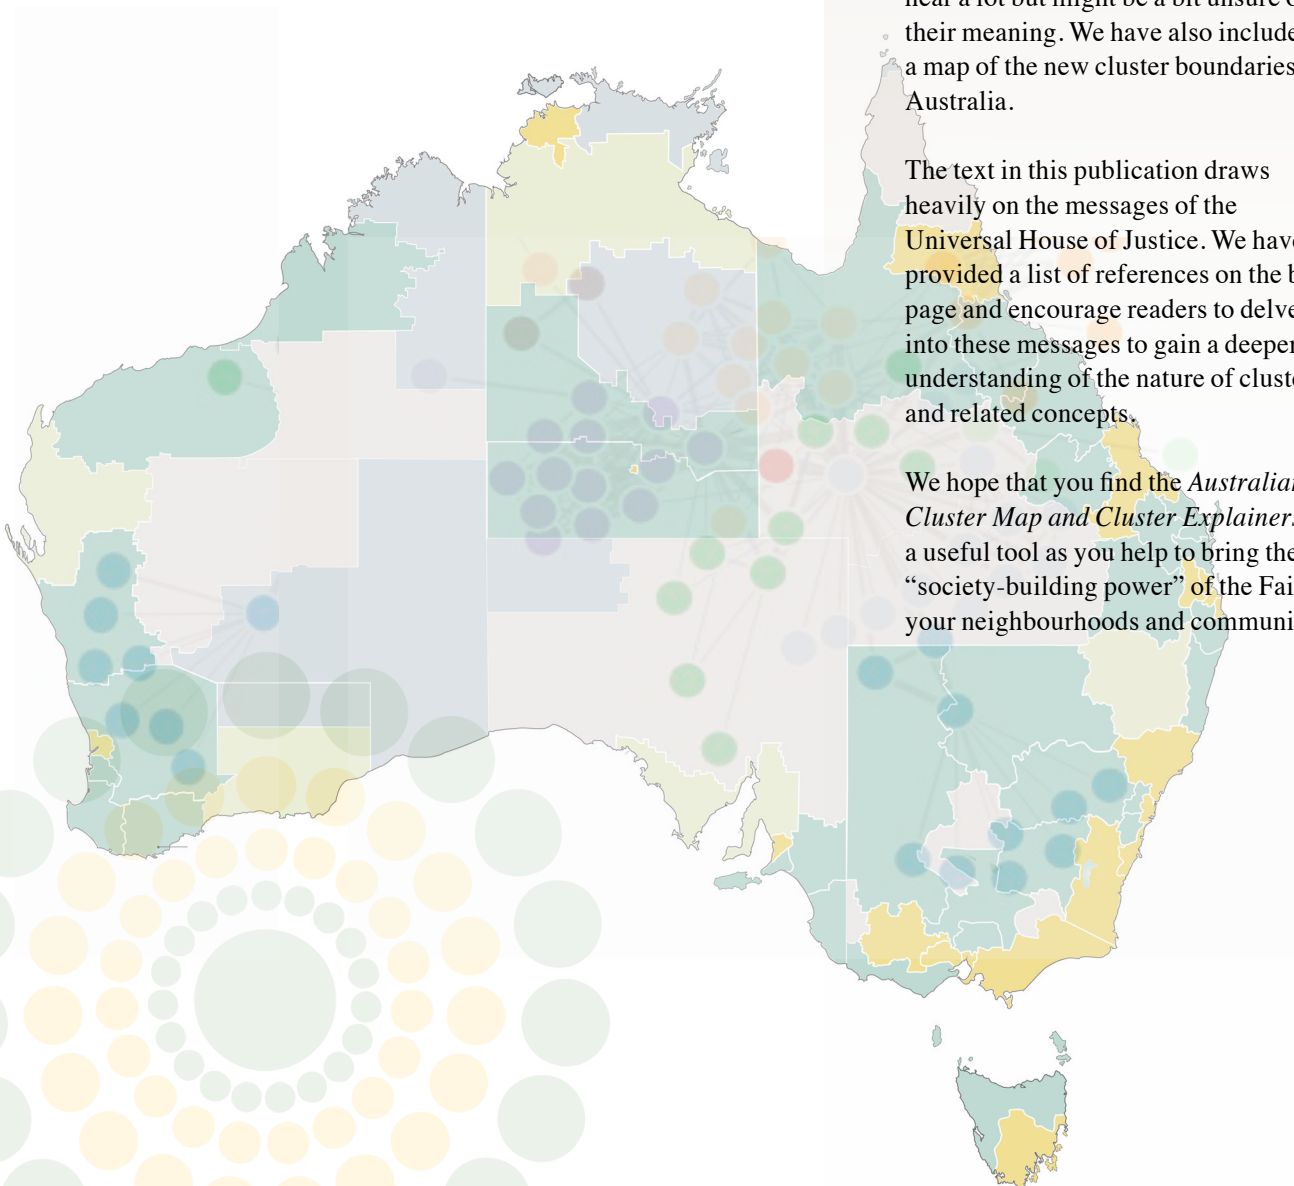 their meaning. We have also include
a map of the new cluster boundaries
Australia.
The text in this publication draws
heavily on the messages of the
Universal House of Justice. We have
provided a list of references on the b
page and encourage readers to delve
into these messages to gain a deeper
understanding of the nature of cluste
and related concepts.
We hope that you find the Australian
Cluster Map and Cluster Explainer
a useful tool as you help to bring the
“society-building power” of the Fai
your neighbourhoods and communi